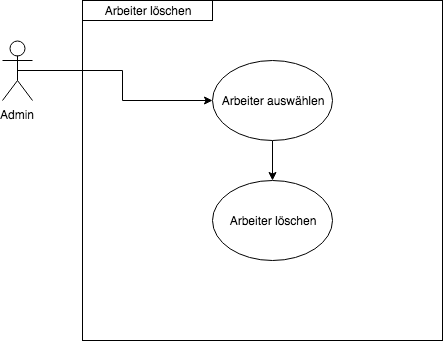 Arbeiter löschen
Admin
Arbeiter auswählen
Arbeiter löschen